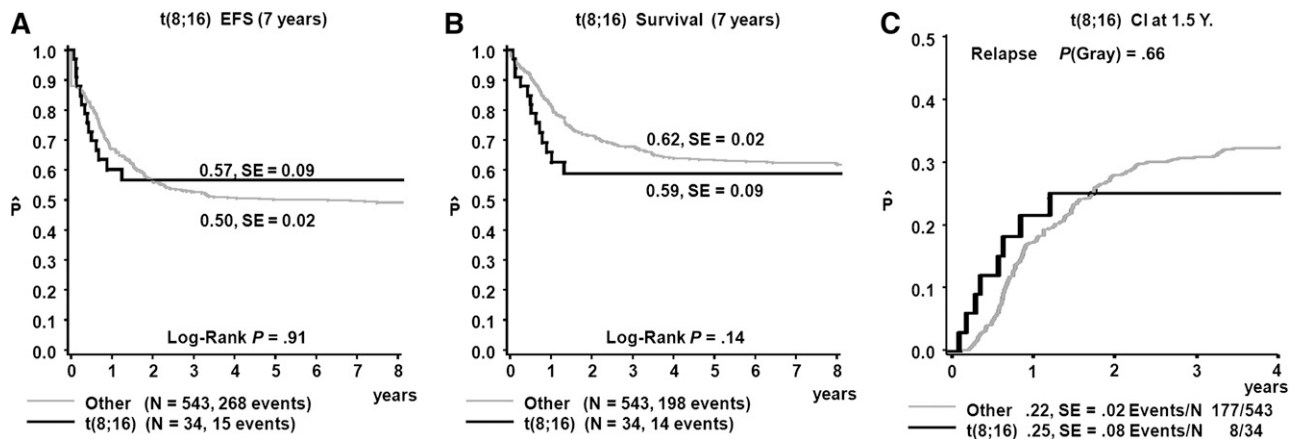 A
t(8;16) EFS (7 years)
1.0
0.9
0.8
0.7
0.6
0.5
0.4
0.3
0.2
0.1
0.0
P̂
0.57, SE = 0.09
0.50, SE = 0.02
Log-Rank P = .91
0 1 2 3 4 5 6 7 8
years
Other (N = 543, 268 events)
t(8;16) (N = 34, 15 events)
B
t(8;16) Survival (7 years)
1.0
0.9
0.8
0.7
0.6
0.5
0.4
0.3
0.2
0.1
0.0
P̂
0.62, SE = 0.02
0.59, SE = 0.09
Log-Rank P = .14
0 1 2 3 4 5 6 7 8
years
Other (N = 543, 198 events)
t(8;16) (N = 34, 14 events)
C
t(8;16) CI at 1.5 Y.
Relapse P(Gray) = .66
0.5
0.4
0.3
0.2
0.1
0.0
P̂
0 1 2 3 4
years
Other .22, SE = .02 Events/N 177/543
t(8;16) .25, SE = .08 Events/N 8/34